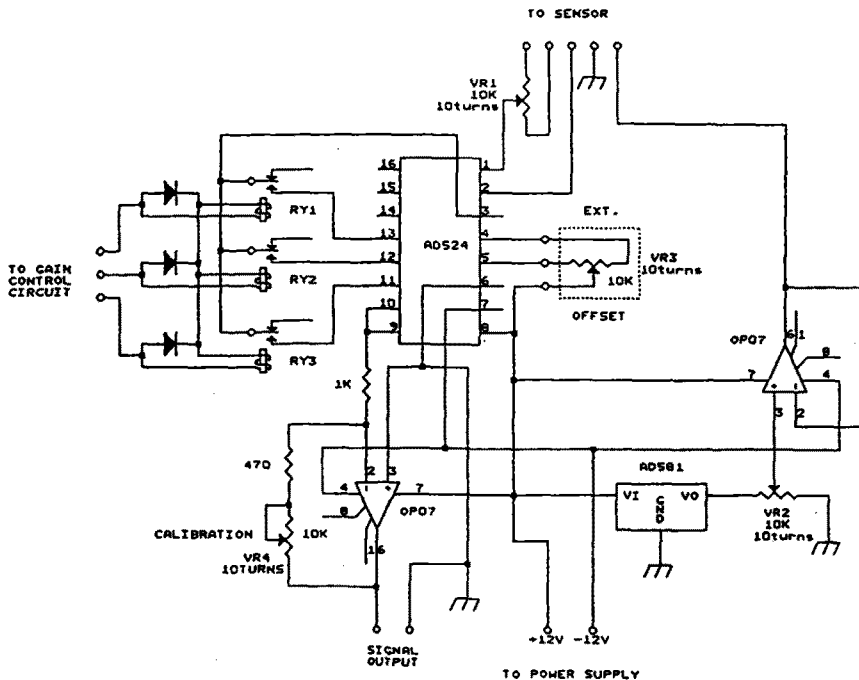 TO SENSOR
VR1
10K
10turns
16
15
14
13
12
11
10
9
1
2
3
4
5
6
7
8
AD524
RY1
RY2
RY3
TO GAIN
CONTROL
CIRCUIT
EXT.
VR3
10turns
10K
OFFSET
OP07
6
1
8
7
4
3
2
1K
470
CALIBRATION
10K
VR4
10TURNS
2
3
4
7
8
OP07
1
6
AD581
VI
GND
VO
VR2
10K
10turns
SIGNAL
OUTPUT
+12V
-12V
TO POWER SUPPLY